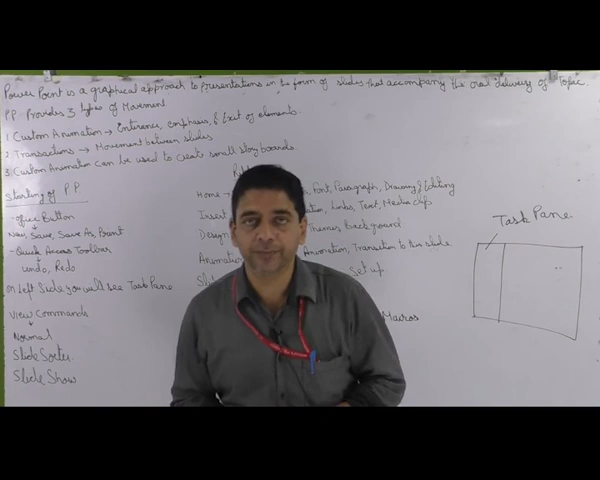 Power Point is a graphical approach to presentations in the form of slides that accompany the oral delivery of Topic.
P.P. Provides 3 types of Movement
1 Custom Animation → Enterence, emphasis, & Exit of elements.
2 Transactions → Movement between slides
3 Custom Animation can be used to create small story boards
Starting of P.P.
- office Button
New, Save, Save As, Print
- Quick Access Toolbar
Undo, Redo
on left side you will see Task Pane
View Commands
Normal
Slide Sorter
Slide Show
Home → Font, Paragraph, Drawing & Editing
Insert Links, Text, Media clip
Design Themes Background
Animation Animation, Transition to this slide
Slid Set up
Macros
Task Pane